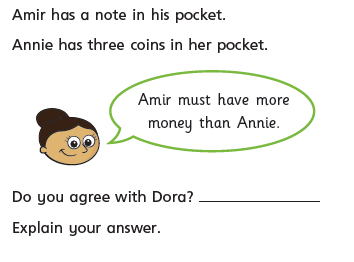 Amir has a note in his pocket.
Annie has three coins in her pocket.
Amir must have more
money than Annie.
Do you agree with Dora?
Explain your answer.